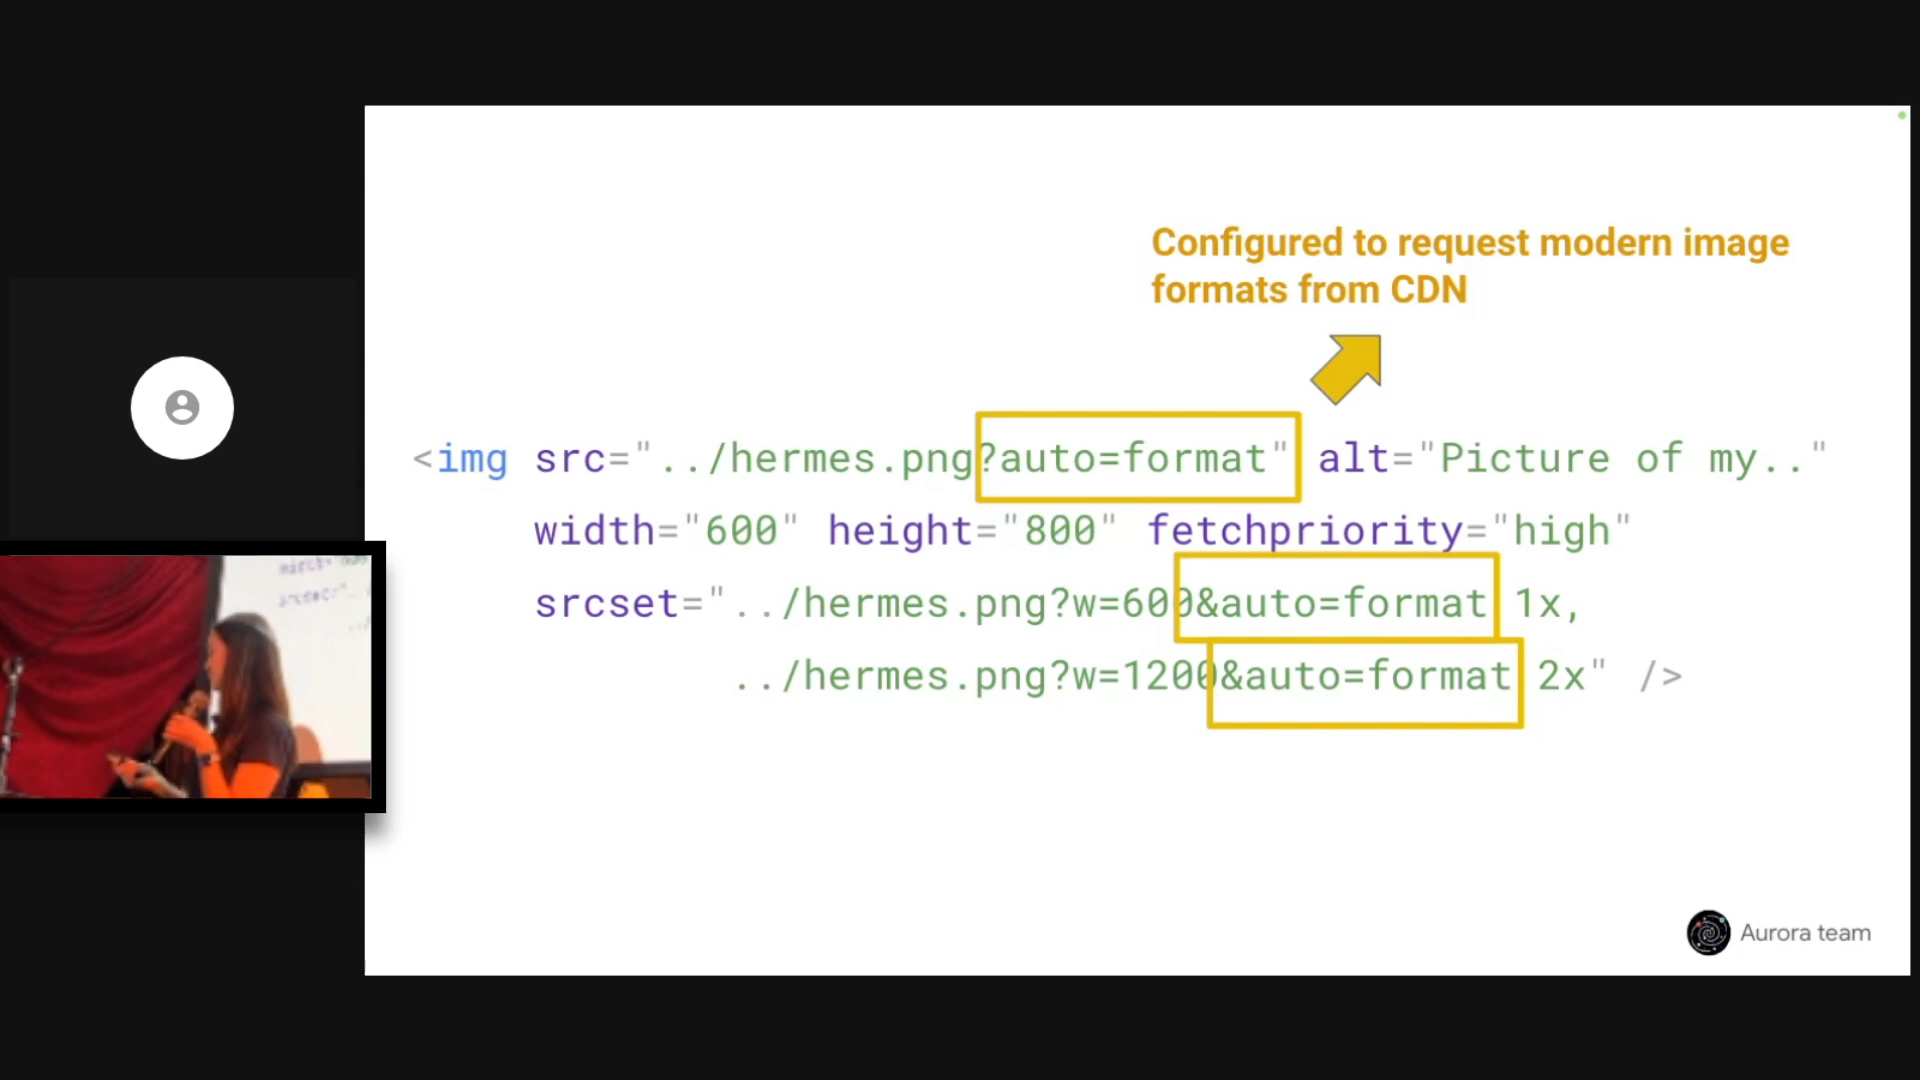 Configured to request modern image
formats from CDN
<img src="../hermes.png?auto=format" alt="Picture of my.."
width="600" height="800" fetchpriority="high"
srcset="../hermes.png?w=600&auto=format 1x,
../hermes.png?w=1200&auto=format 2x" />
Aurora team